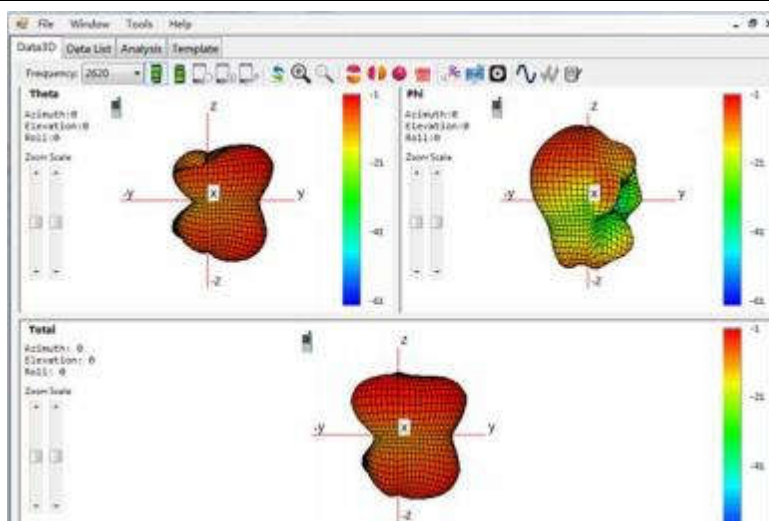 File Window Tools Help
Data3D Data List Analysis Template
Frequency: 2620
Theta
Azimuth:0
Elevation:0
Roll:0
Zoom Scale
z
-y
x
y
-z
-1
-21
-41
-61
Phi
Azimuth:0
Elevation:0
Roll:0
Zoom Scale
z
-y
x
y
-z
-1
-21
-41
-61
Total
Azimuth: 0
Elevation: 0
Roll: 0
Zoom Scale
z
-y
x
y
-z
-1
-21
-41